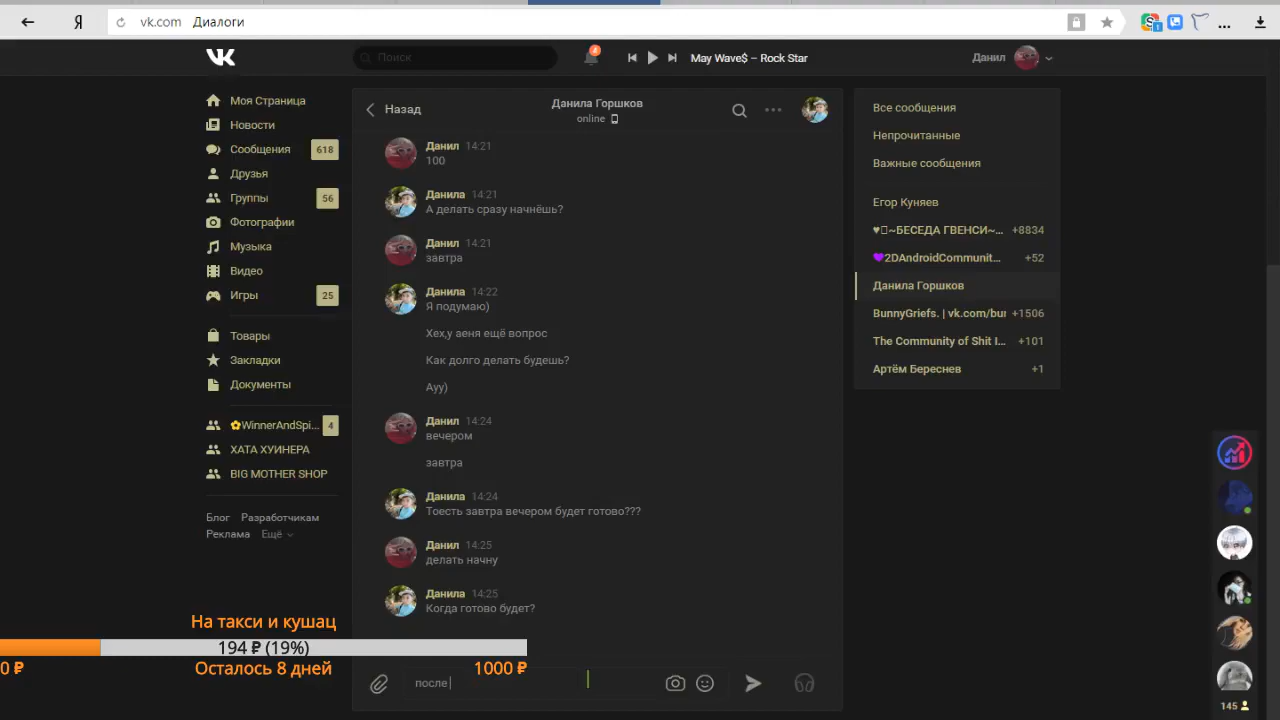 Я
vk.com Диалоги
Поиск
8
May Wave$ – Rock Star
Данил
Моя Страница
Новости
Сообщения 618
Друзья
Группы 56
Фотографии
Музыка
Видео
Игры 25
Товары
Закладки
Документы
✿WinnerAndSpi... 4
ХАТА ХУИНЕРА
BIG MOTHER SHOP
Блог Разработчикам
Реклама Ещё
Назад
Данила Горшков
online
Данил 14:21
100
Данила 14:21
А делать сразу начнёшь?
Данил 14:21
завтра
Данила 14:22
Я подумаю)
Хех,у аеня ещё вопрос
Как долго делать будешь?
Ауу)
Данил 14:24
вечером
завтра
Данила 14:24
Тоесть завтра вечером будет готово???
Данил 14:25
делать начну
Данила 14:25
Когда готово будет?
после
Все сообщения
Непрочитанные
Важные сообщения
Егор Куняев
♥~БЕСЕДА ГВЕНСИ~... +8834
💜2DAndroidCommunit... +52
Данила Горшков
BunnyGriefs. | vk.com/bu +1506
The Community of Shit I... +101
Артём Береснев +1
145
На такси и кушац
194 ₽ (19%)
0 ₽ Осталось 8 дней 1000 ₽